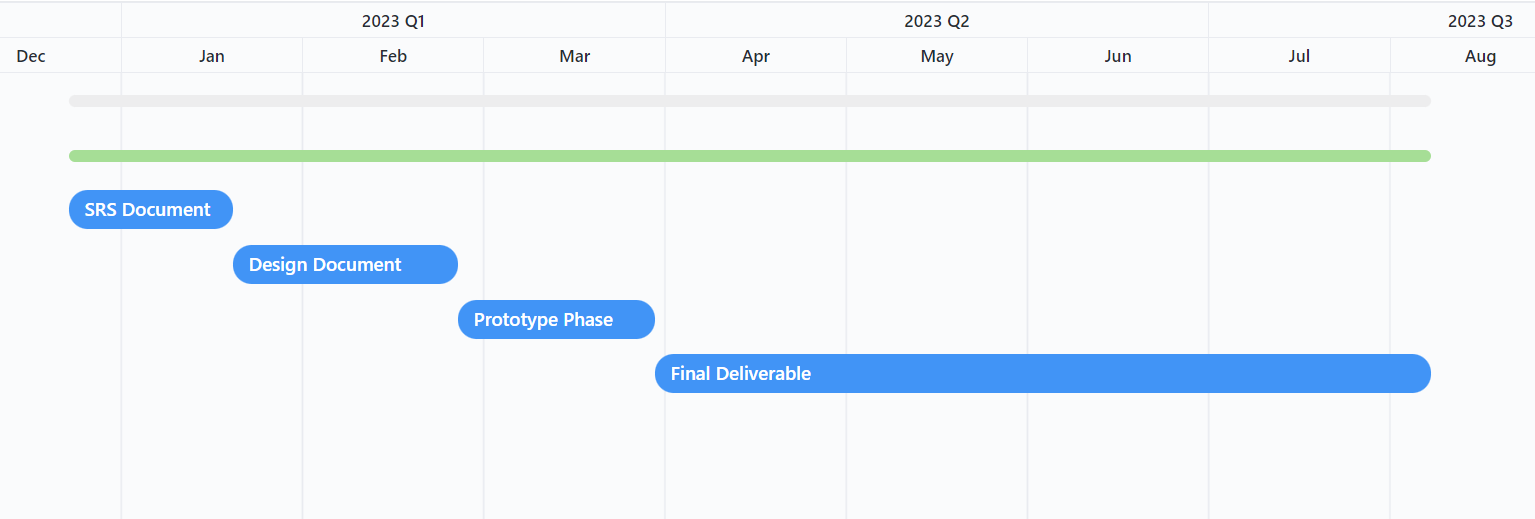 2023 Q1 2023 Q2 2023 Q3
Dec Jan Feb Mar Apr May Jun Jul Aug
SRS Document
Design Document
Prototype Phase
Final Deliverable